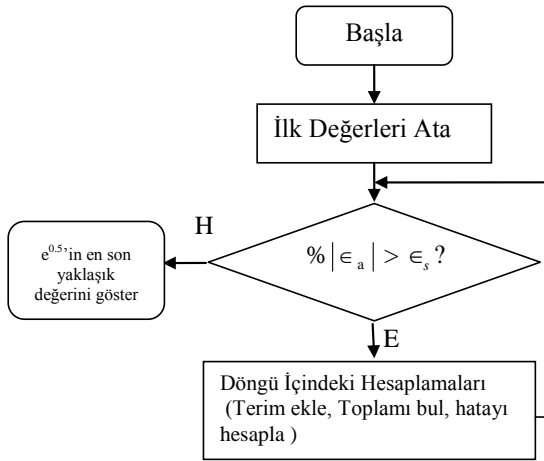 Başla
İlk Değerleri Ata
H
% |∈ₐ| > ∈ₛ ?
e⁰·⁵'in en son
yaklaşık
değerini göster
E
Döngü İçindeki Hesaplamaları
(Terim ekle, Toplamı bul, hatayı
hesapla )